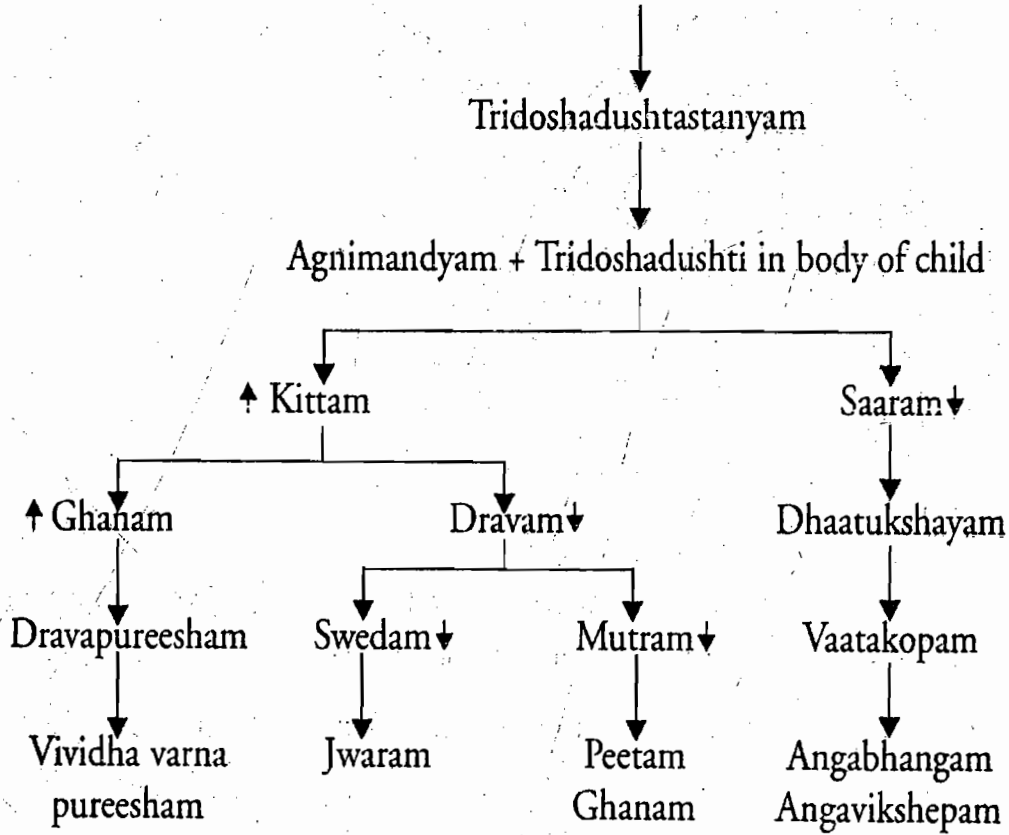 Tridoshadushtastanyam
Agnimandyam + Tridoshadushti in body of child
↑ Kittam
Saaram↓
↑ Ghanam
Dravam↓
Dhaatukshayam
Dravapureesham
Swedam↓
Mutram↓
Vaatakopam
Vividha varna
pureesham
Jwaram
Peetam
Ghanam
Angabhangam
Angavikshepam